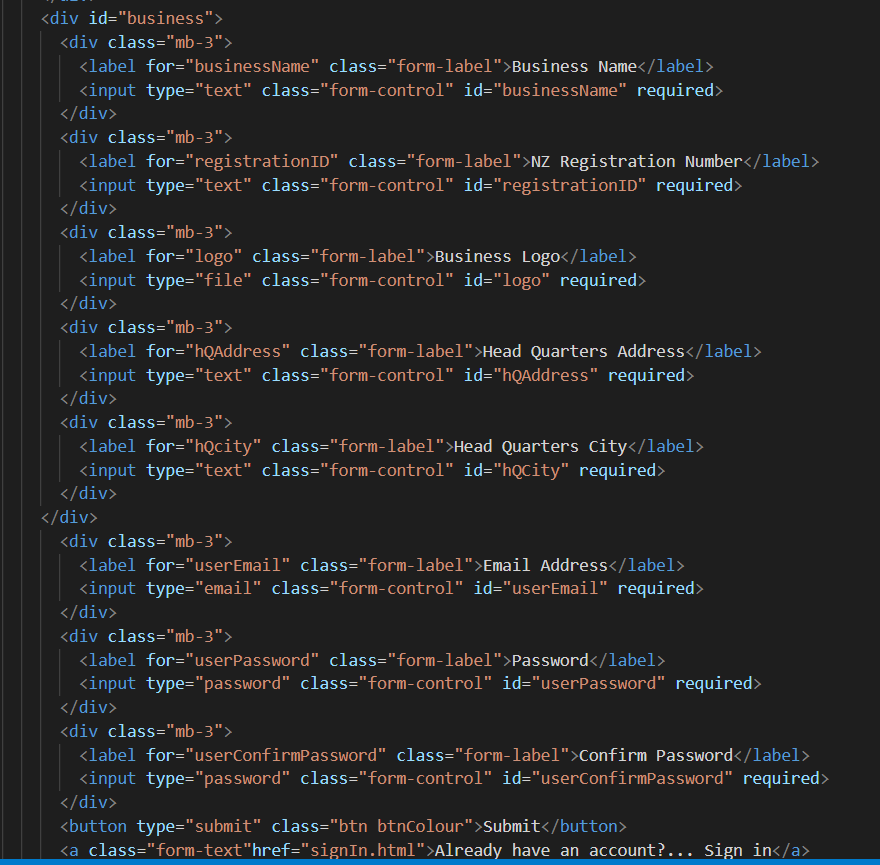 <div id="business">
<div class="mb-3">
<label for="businessName" class="form-label">Business Name</label>
<input type="text" class="form-control" id="businessName" required>
</div>
<div class="mb-3">
<label for="registrationID" class="form-label">NZ Registration Number</label>
<input type="text" class="form-control" id="registrationID" required>
</div>
<div class="mb-3">
<label for="logo" class="form-label">Business Logo</label>
<input type="file" class="form-control" id="logo" required>
</div>
<div class="mb-3">
<label for="hQAddress" class="form-label">Head Quarters Address</label>
<input type="text" class="form-control" id="hQAddress" required>
</div>
<div class="mb-3">
<label for="hQcity" class="form-label">Head Quarters City</label>
<input type="text" class="form-control" id="hQCity" required>
</div>
</div>
<div class="mb-3">
<label for="userEmail" class="form-label">Email Address</label>
<input type="email" class="form-control" id="userEmail" required>
</div>
<div class="mb-3">
<label for="userPassword" class="form-label">Password</label>
<input type="password" class="form-control" id="userPassword" required>
</div>
<div class="mb-3">
<label for="userConfirmPassword" class="form-label">Confirm Password</label>
<input type="password" class="form-control" id="userConfirmPassword" required>
</div>
<button type="submit" class="btn btnColour">Submit</button>
<a class="form-text"href="signIn.html">Already have an account?... Sign in</a>